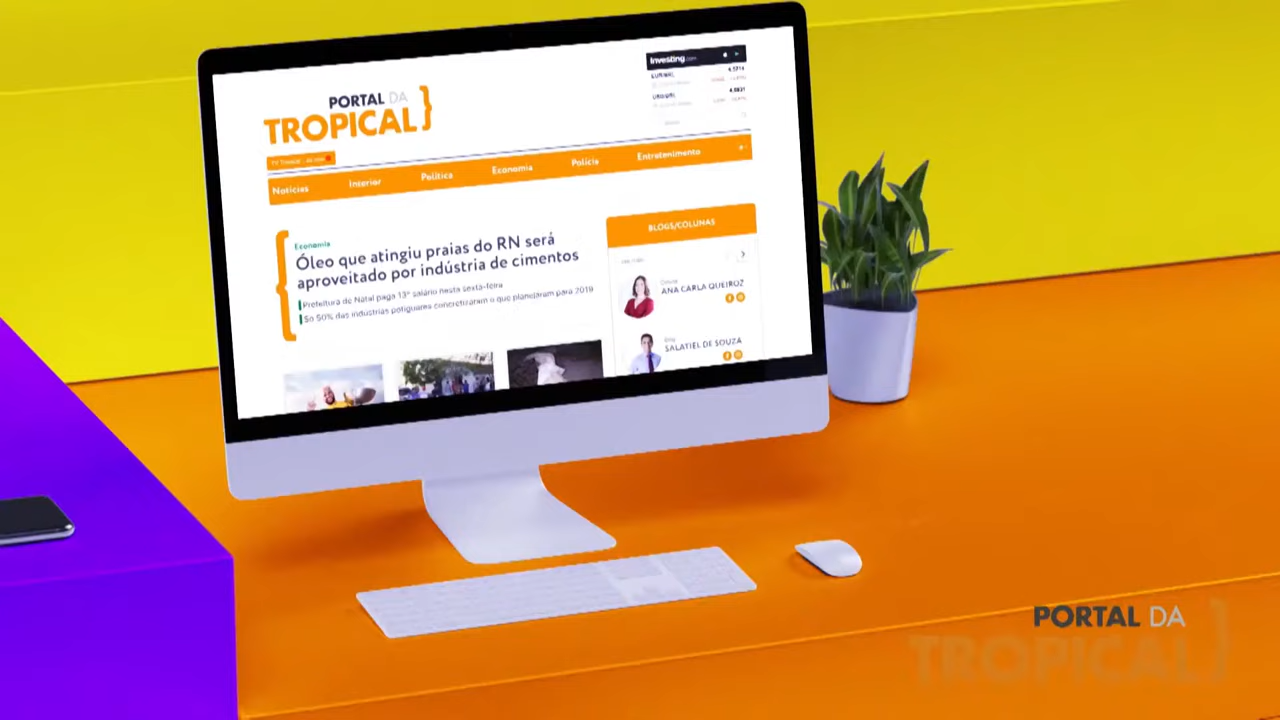 PORTAL DA
TROPICAL
Investing.com
Notícias
Interior
Política
Economia
Polícia
Entretenimento
Economia
Óleo que atingiu praias do RN será
aproveitado por indústria de cimentos
Prefeitura de Natal paga 13º salário nesta sexta-feira
Só 50% das indústrias potiguares concretizaram o que planejaram para 2019
BLOGS/COLUNAS
ANA CARLA QUEIROZ
Blog
SALATIEL DE SOUZA
PORTAL DA
TROPICAL